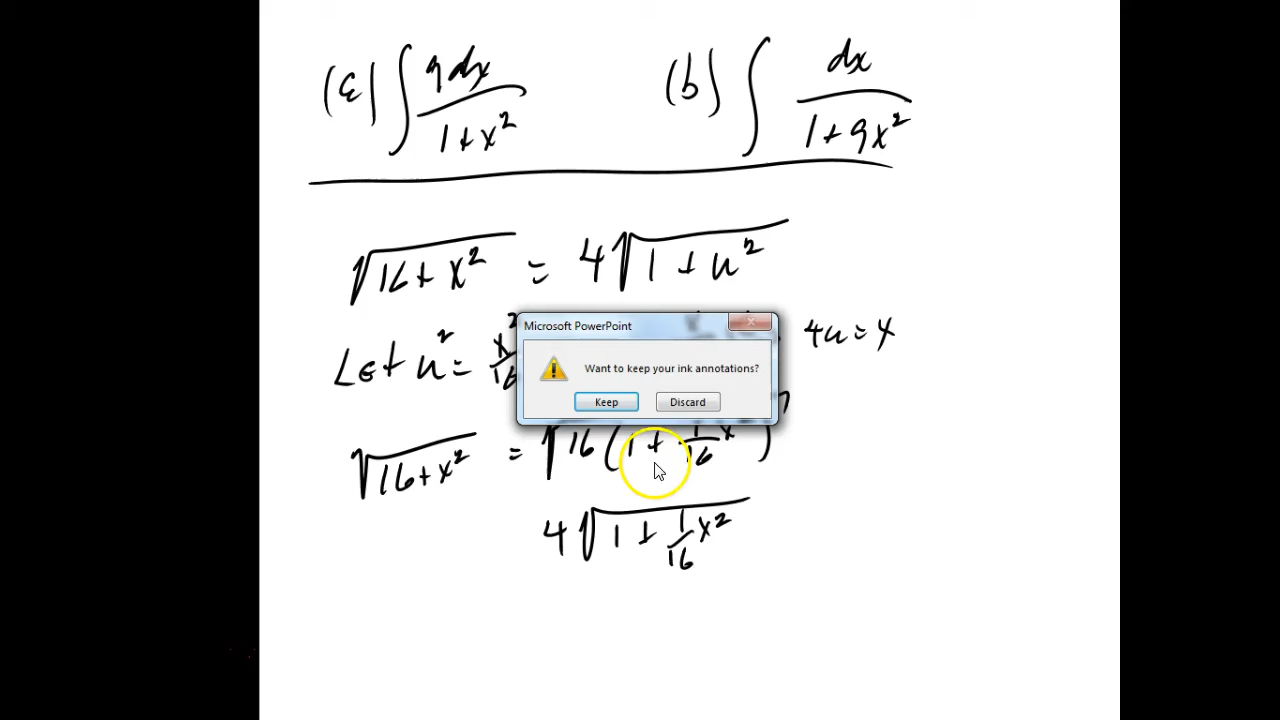 (a) ∫ 9dx / 1+x² (b) ∫ dx / 1+9x²
√16+x² = 4√1+u²
Let u² = x² / 16 4u = x
Microsoft PowerPoint
Want to keep your ink annotations?
Keep Discard
√16+x² = √16(1+1/16 x²)
4√1+1/16 x²